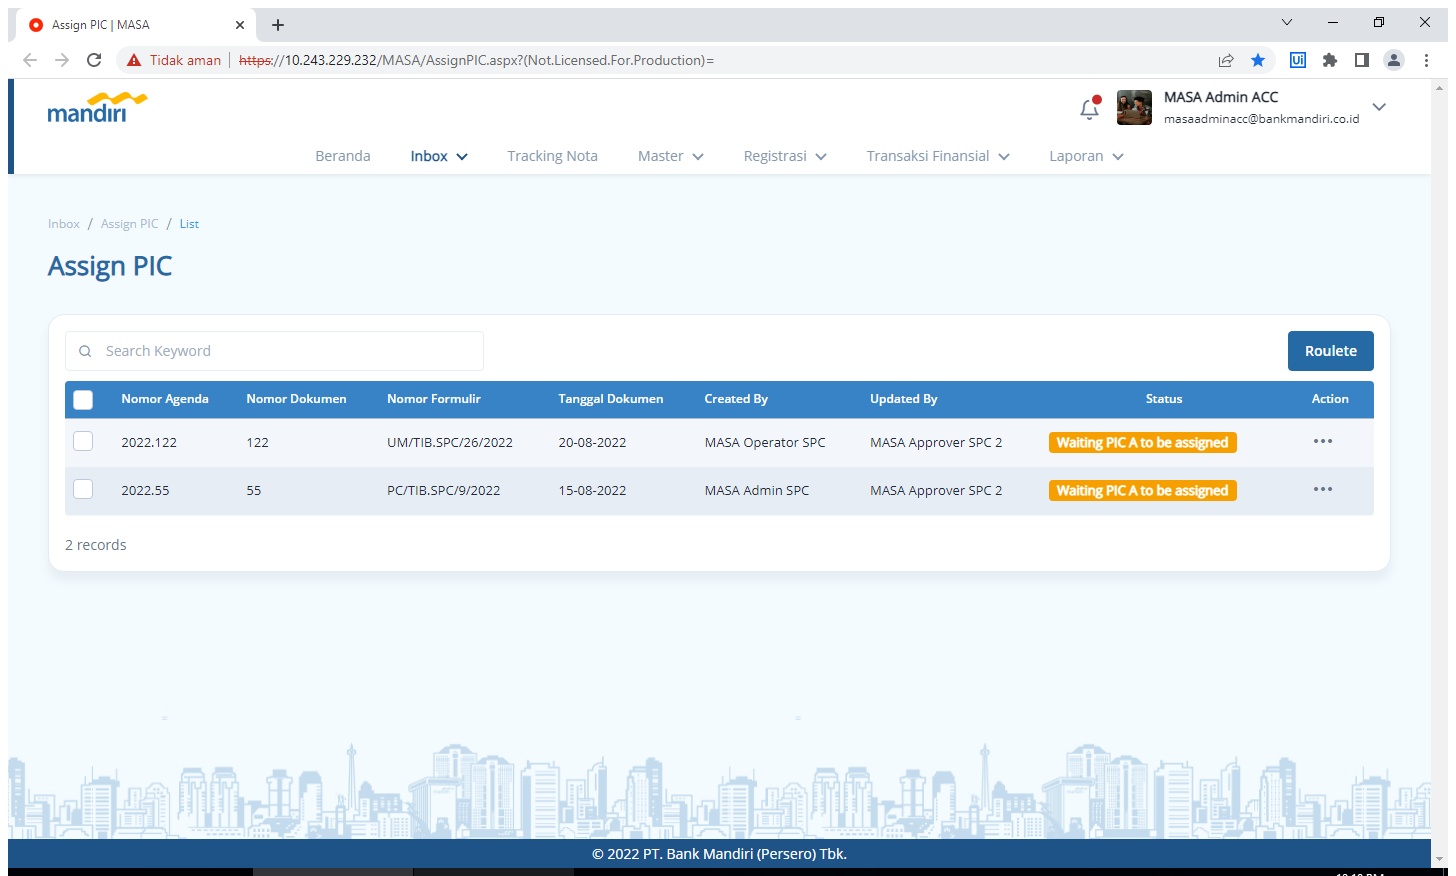 Assign PIC | MASA
Tidak aman https://10.243.229.232/MASA/AssignPIC.aspx?(Not.Licensed.For.Production)=
Ui
mandiri
MASA Admin ACC
masaadminacc@bankmandiri.co.id
Beranda Inbox Tracking Nota Master Registrasi Transaksi Finansial Laporan
Inbox / Assign PIC / List
Assign PIC
Search Keyword Roulete
Nomor Agenda Nomor Dokumen Nomor Formulir Tanggal Dokumen Created By Updated By Status Action
2022.122 122 UM/TIB.SPC/26/2022 20-08-2022 MASA Operator SPC MASA Approver SPC 2 Waiting PIC A to be assigned
2022.55 55 PC/TIB.SPC/9/2022 15-08-2022 MASA Admin SPC MASA Approver SPC 2 Waiting PIC A to be assigned
2 records
© 2022 PT. Bank Mandiri (Persero) Tbk.